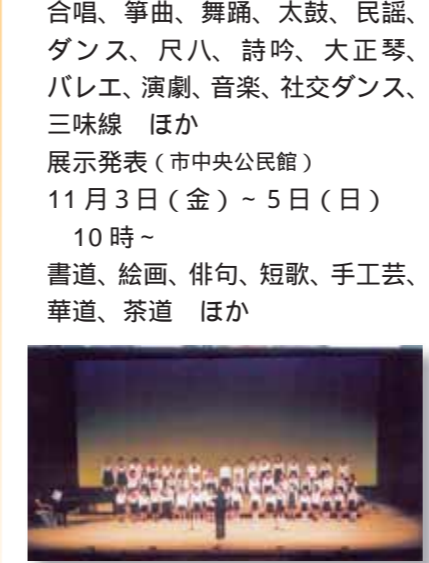 合唱、箏曲、舞踊、太鼓、民謡、
ダンス、尺八、詩吟、大正琴、
バレエ、演劇、音楽、社交ダンス、
三味線　ほか
展示発表（市中央公民館）
11月3日（金）~5日（日）
10時~
書道、絵画、俳句、短歌、手工芸、
華道、茶道　ほか